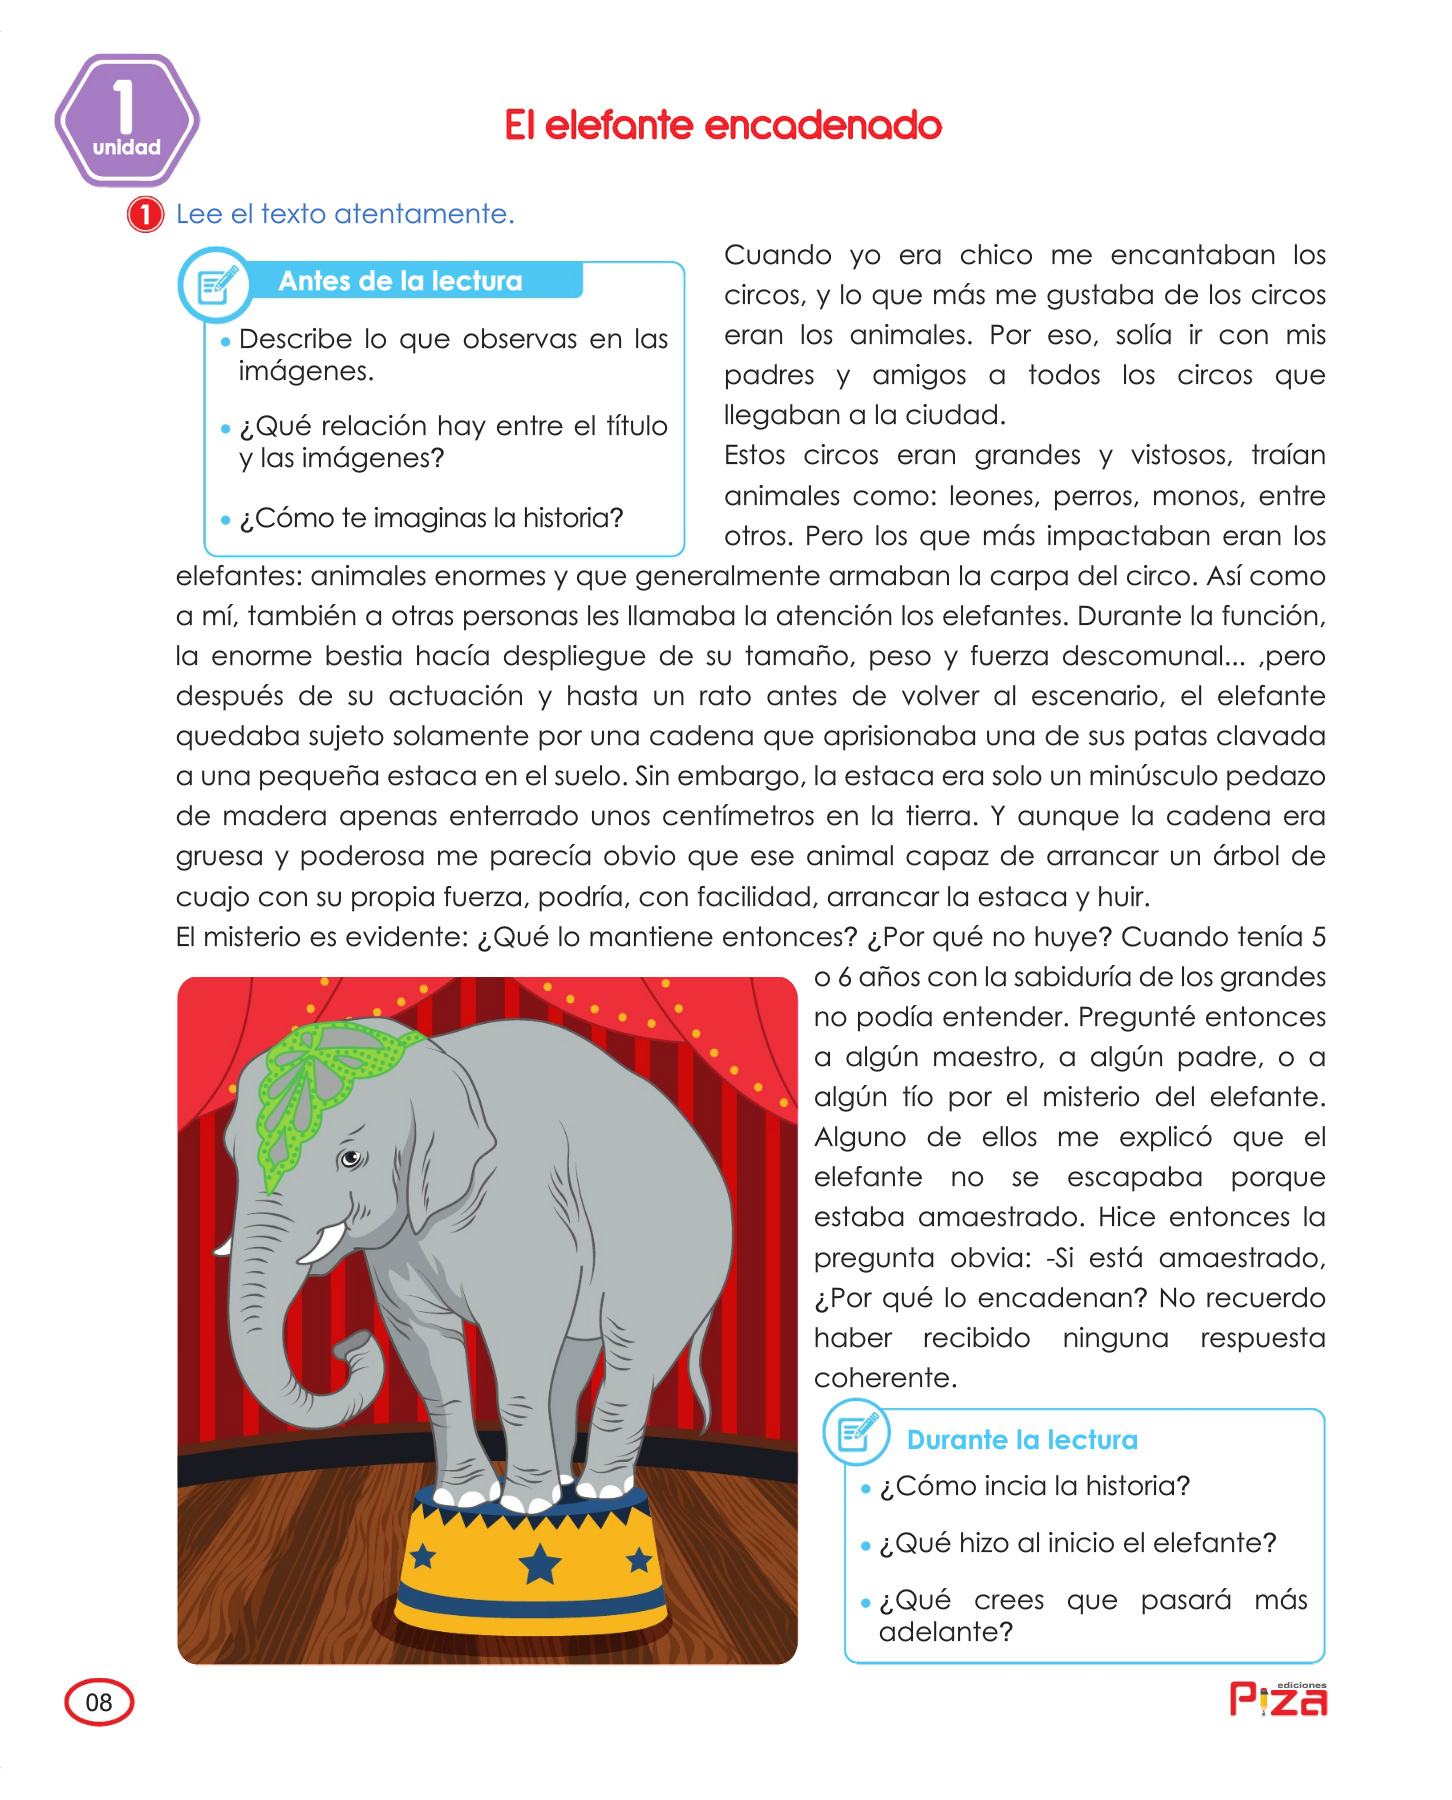 1
unidad
El elefante encadenado
1 Lee el texto atentamente.
Antes de la lectura
• Describe lo que observas en las
imágenes.
• ¿Qué relación hay entre el título
y las imágenes?
• ¿Cómo te imaginas la historia?
Cuando yo era chico me encantaban los
circos, y lo que más me gustaba de los circos
eran los animales. Por eso, solía ir con mis
padres y amigos a todos los circos que
llegaban a la ciudad.
Estos circos eran grandes y vistosos, traían
animales como: leones, perros, monos, entre
otros. Pero los que más impactaban eran los
elefantes: animales enormes y que generalmente armaban la carpa del circo. Así como
a mí, también a otras personas les llamaba la atención los elefantes. Durante la función,
la enorme bestia hacía despliegue de su tamaño, peso y fuerza descomunal... ,pero
después de su actuación y hasta un rato antes de volver al escenario, el elefante
quedaba sujeto solamente por una cadena que aprisionaba una de sus patas clavada
a una pequeña estaca en el suelo. Sin embargo, la estaca era solo un minúsculo pedazo
de madera apenas enterrado unos centímetros en la tierra. Y aunque la cadena era
gruesa y poderosa me parecía obvio que ese animal capaz de arrancar un árbol de
cuajo con su propia fuerza, podría, con facilidad, arrancar la estaca y huir.
El misterio es evidente: ¿Qué lo mantiene entonces? ¿Por qué no huye? Cuando tenía 5
o 6 años con la sabiduría de los grandes
no podía entender. Pregunté entonces
a algún maestro, a algún padre, o a
algún tío por el misterio del elefante.
Alguno de ellos me explicó que el
elefante no se escapaba porque
estaba amaestrado. Hice entonces la
pregunta obvia: -Si está amaestrado,
¿Por qué lo encadenan? No recuerdo
haber recibido ninguna respuesta
coherente.
Durante la lectura
• ¿Cómo incia la historia?
• ¿Qué hizo al inicio el elefante?
• ¿Qué crees que pasará más
adelante?
08
ediciones
Piza